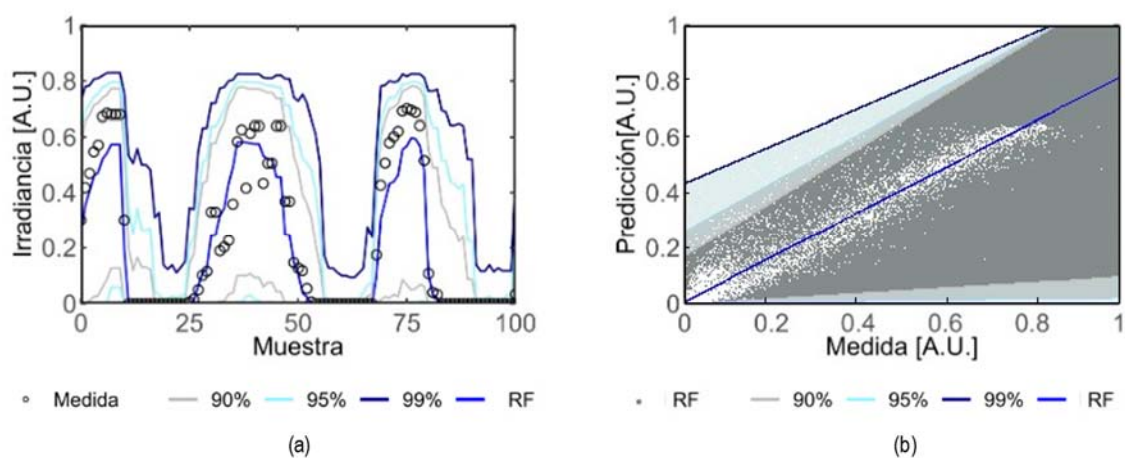 1
0.8
0.6
0.4
0.2
0
Irradiancia [A.U.]
0 25 50 75 100
Muestra
Medida 90% 95% 99% RF
(a)
1
0.8
0.6
0.4
0.2
0
Predicción[A.U.]
0 0.2 0.4 0.6 0.8 1
Medida [A.U.]
RF 90% 95% 99% RF
(b)